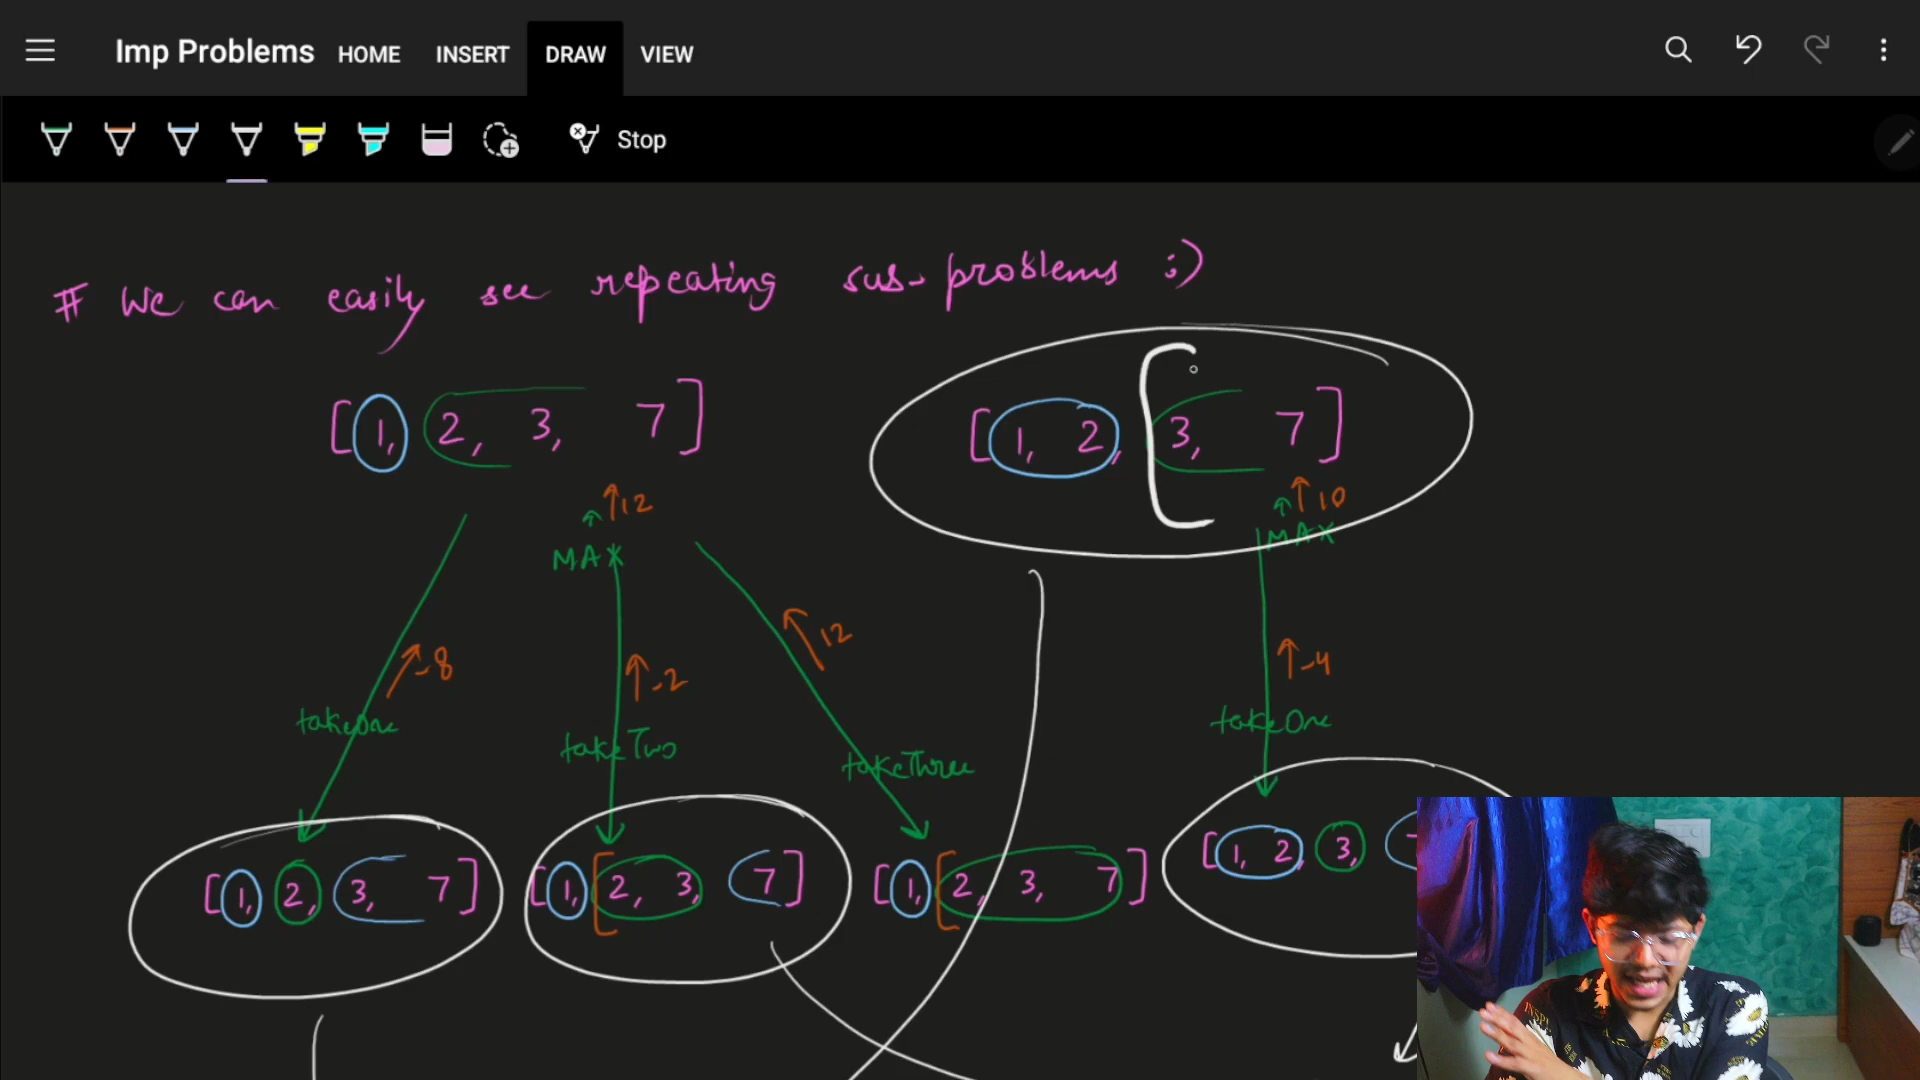 Imp Problems HOME INSERT DRAW VIEW
Stop
# We can easily see repeating sub-problems :)
[1, 2, 3, 7]
[1, 2, 3, 7]
↑12
↑10
MAX
MAX
↑-8
↑-2
↑12
↑-4
takeOne
takeTwo
takeThree
takeOne
[1, 2, 3, 7]
[1, [2, 3, 7]
[1, [2, 3, 7]
[1, 2, 3,